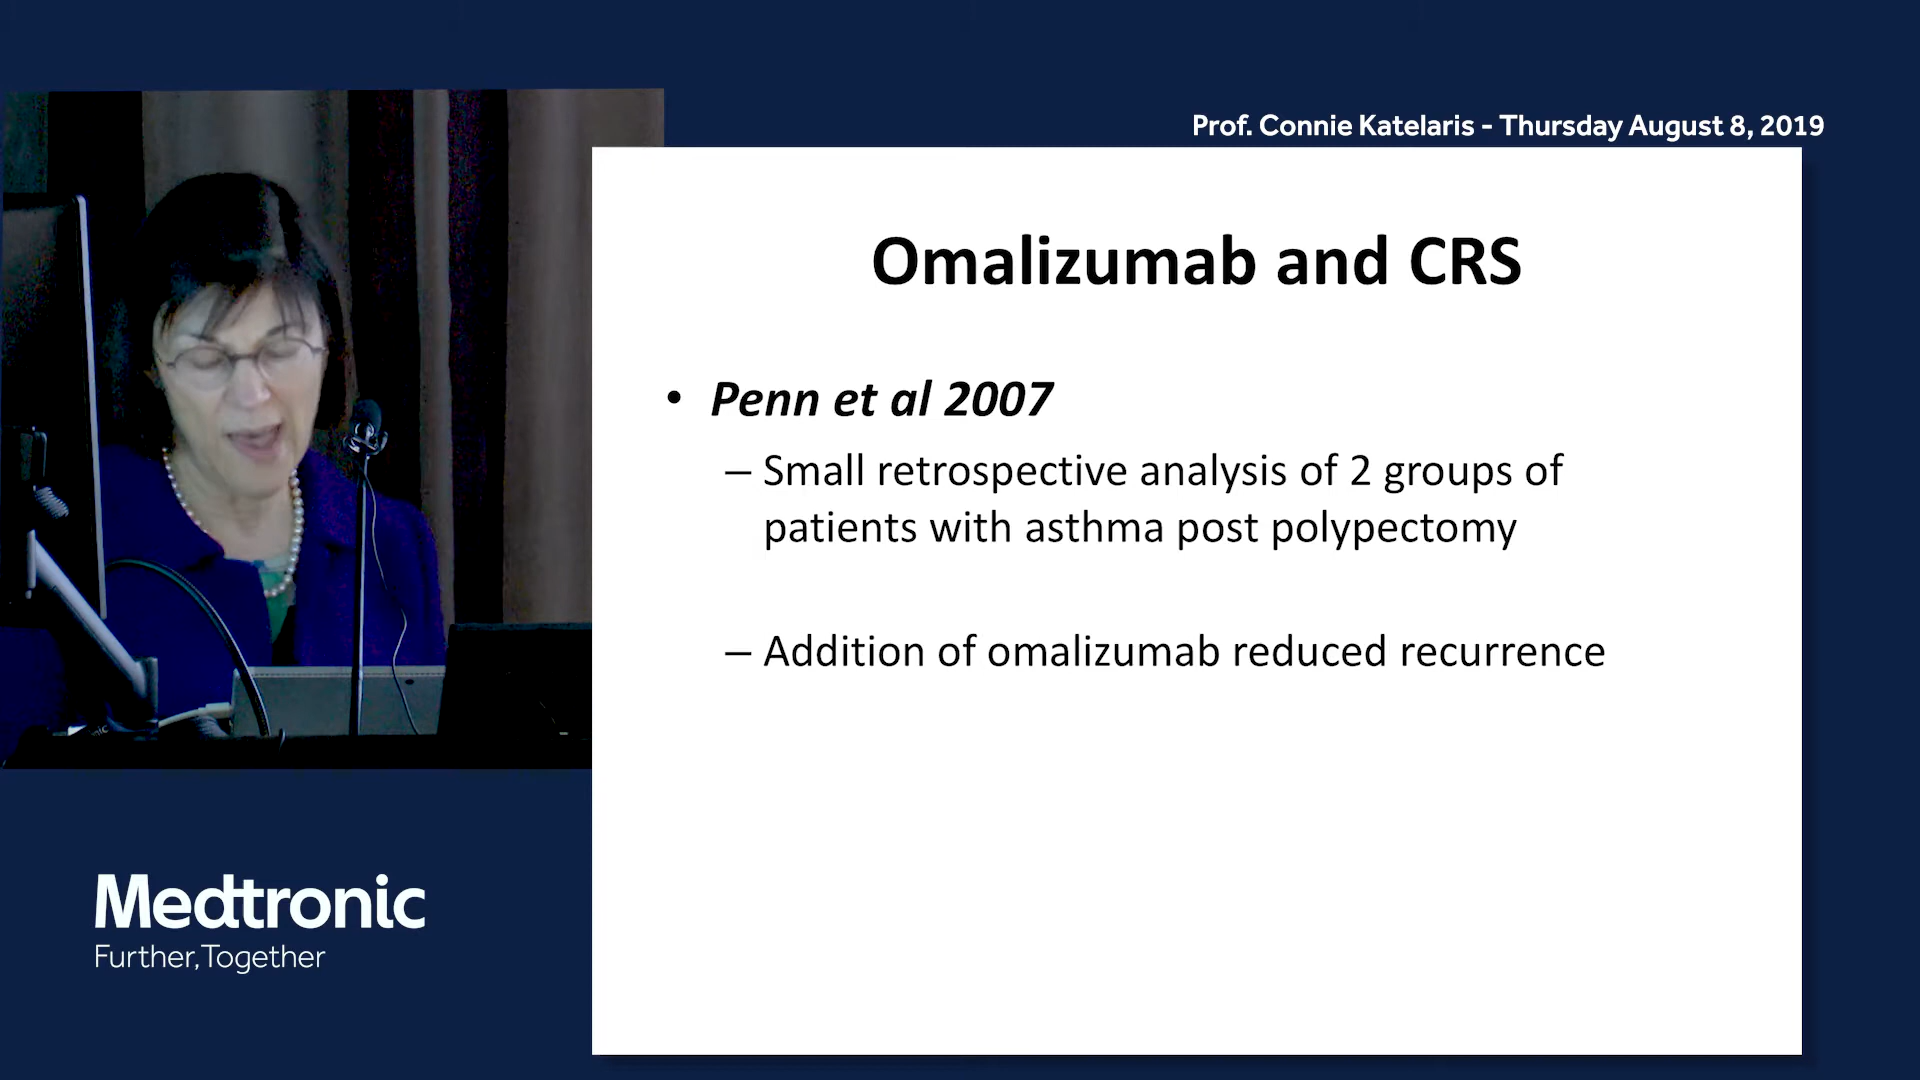 Prof. Connie Katelaris - Thursday August 8, 2019
Omalizumab and CRS
• Penn et al 2007
– Small retrospective analysis of 2 groups of
patients with asthma post polypectomy
– Addition of omalizumab reduced recurrence
Medtronic
Further, Together